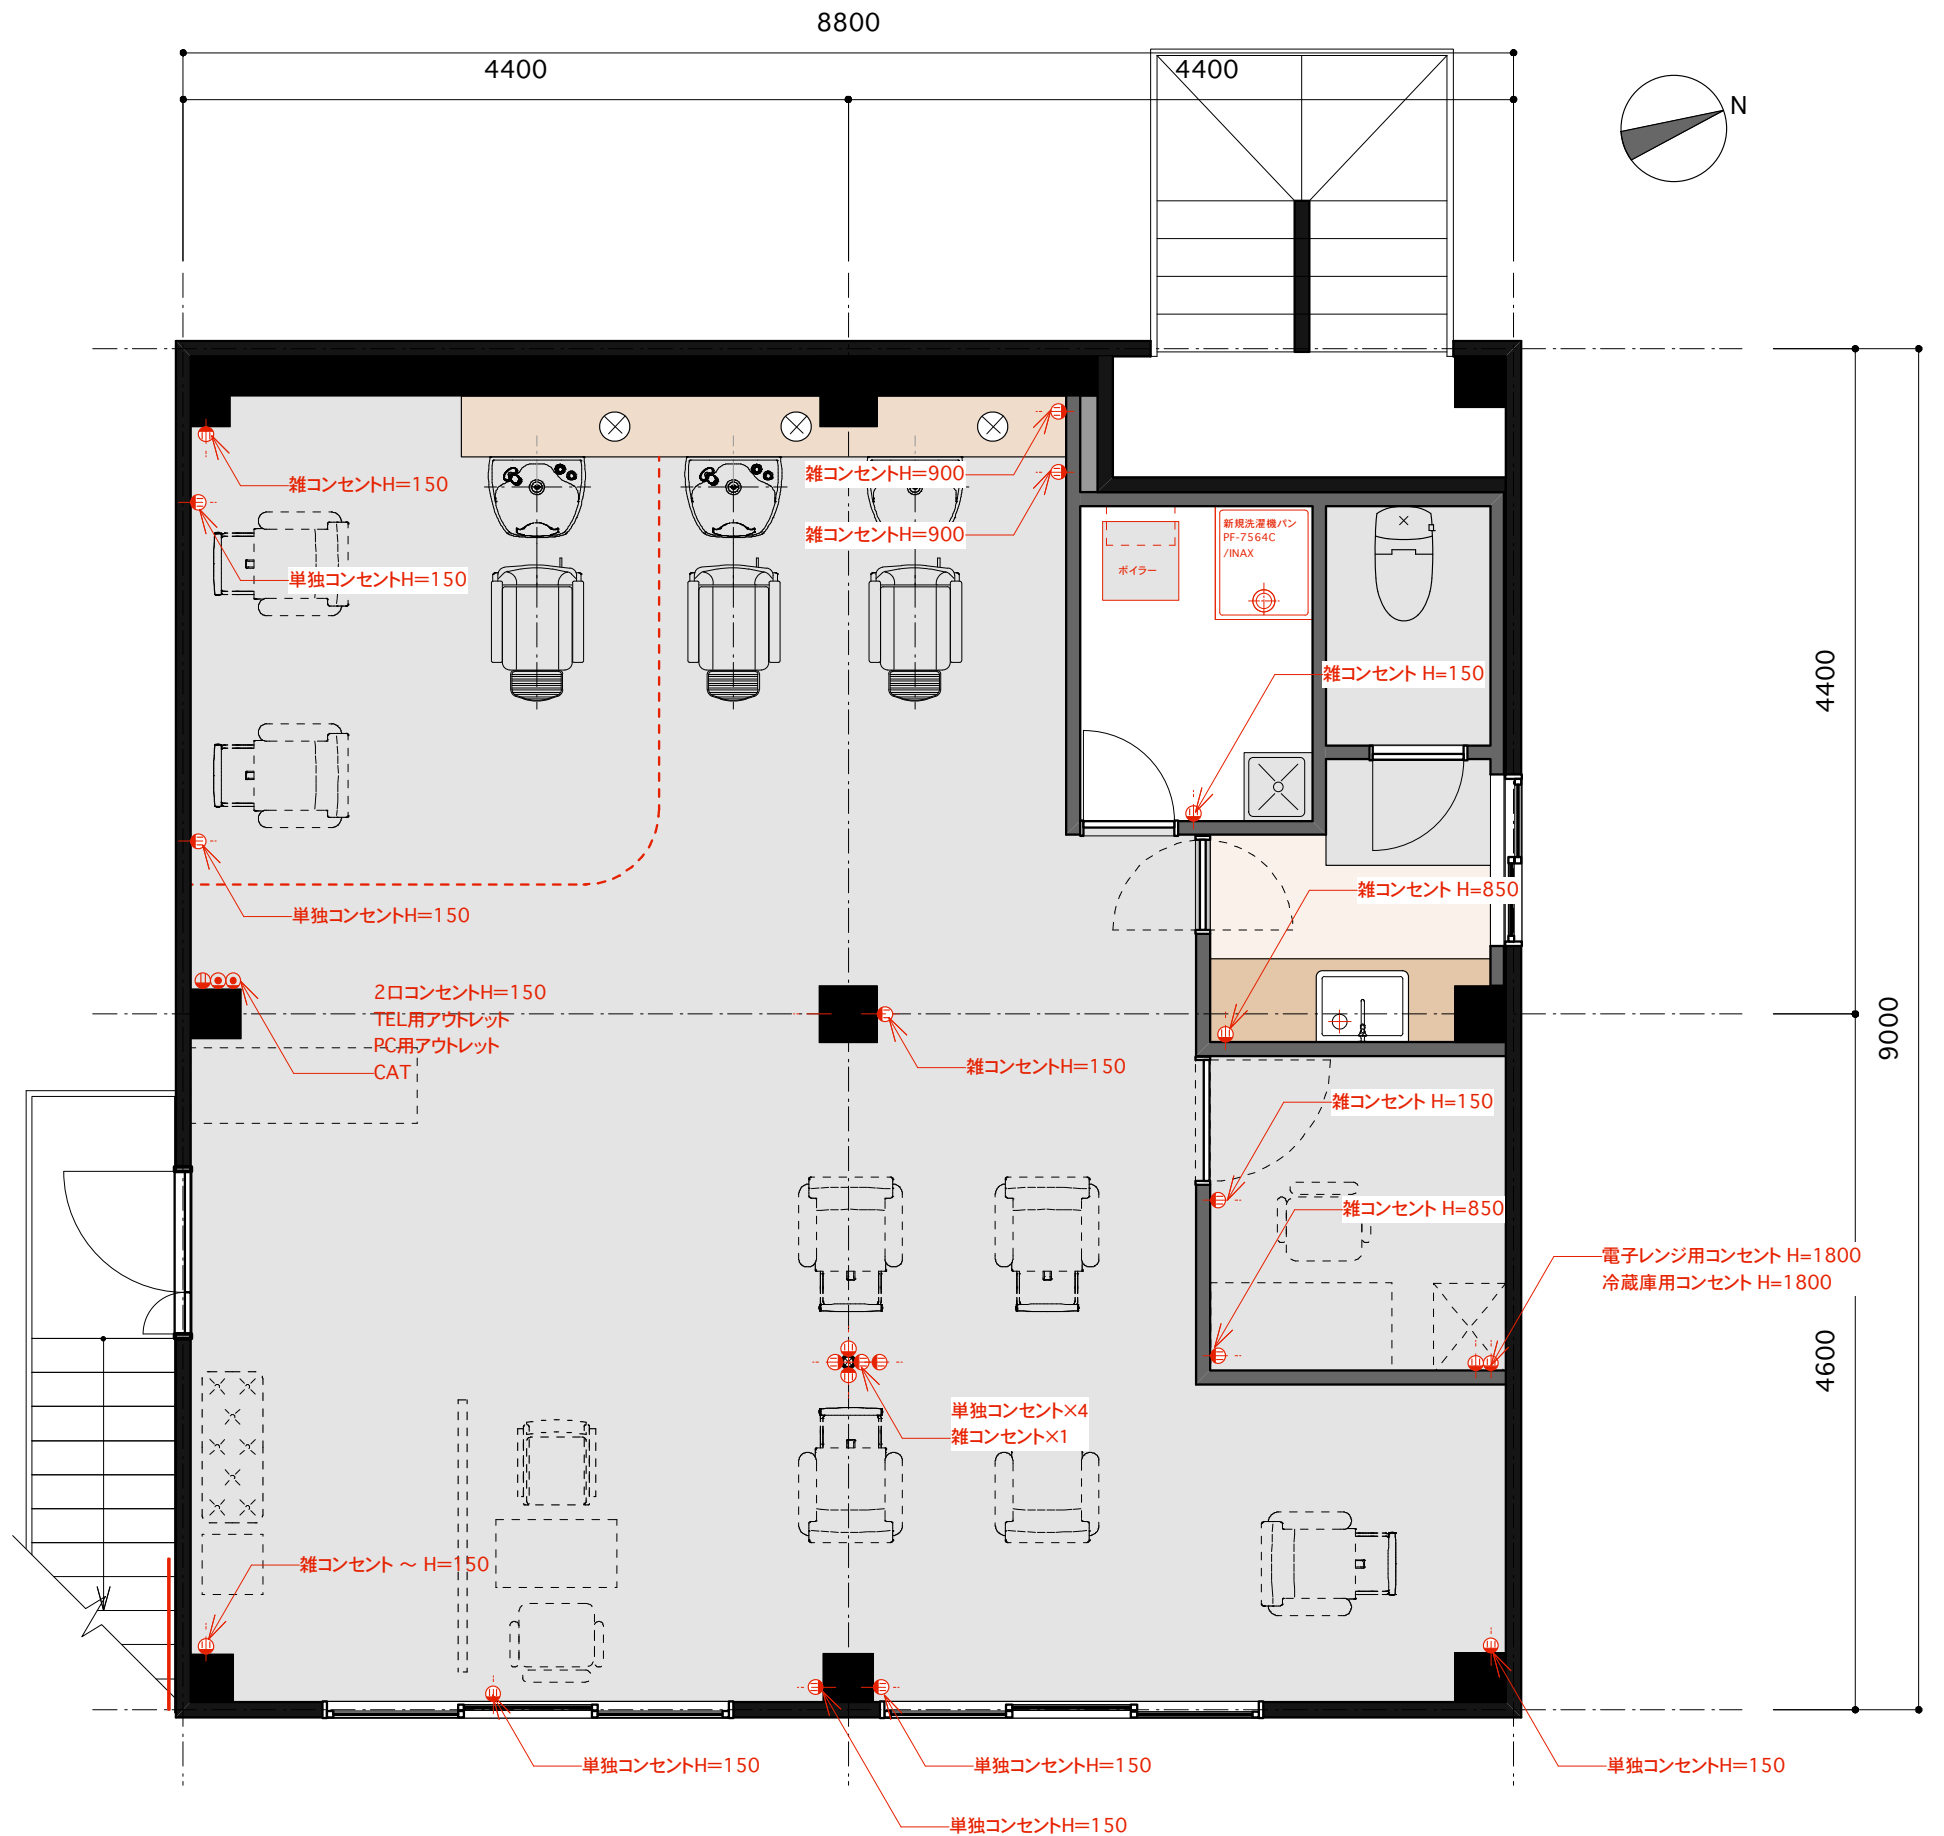 8800
4400
4400
N
雑コンセントH=150
雑コンセントH=900
雑コンセントH=900
単独コンセントH=150
新規洗濯機パン
PF-7564C
/INAX
ボイラー
雑コンセント H=150
4400
雑コンセント H=850
単独コンセントH=150
2口コンセントH=150
TEL用アウトレット
PC用アウトレット
CAT
雑コンセントH=150
9000
雑コンセント H=150
雑コンセント H=850
電子レンジ用コンセント H=1800
冷蔵庫用コンセント H=1800
4600
単独コンセント×4
雑コンセント×1
雑コンセント ～ H=150
単独コンセントH=150
単独コンセントH=150
単独コンセントH=150
単独コンセントH=150